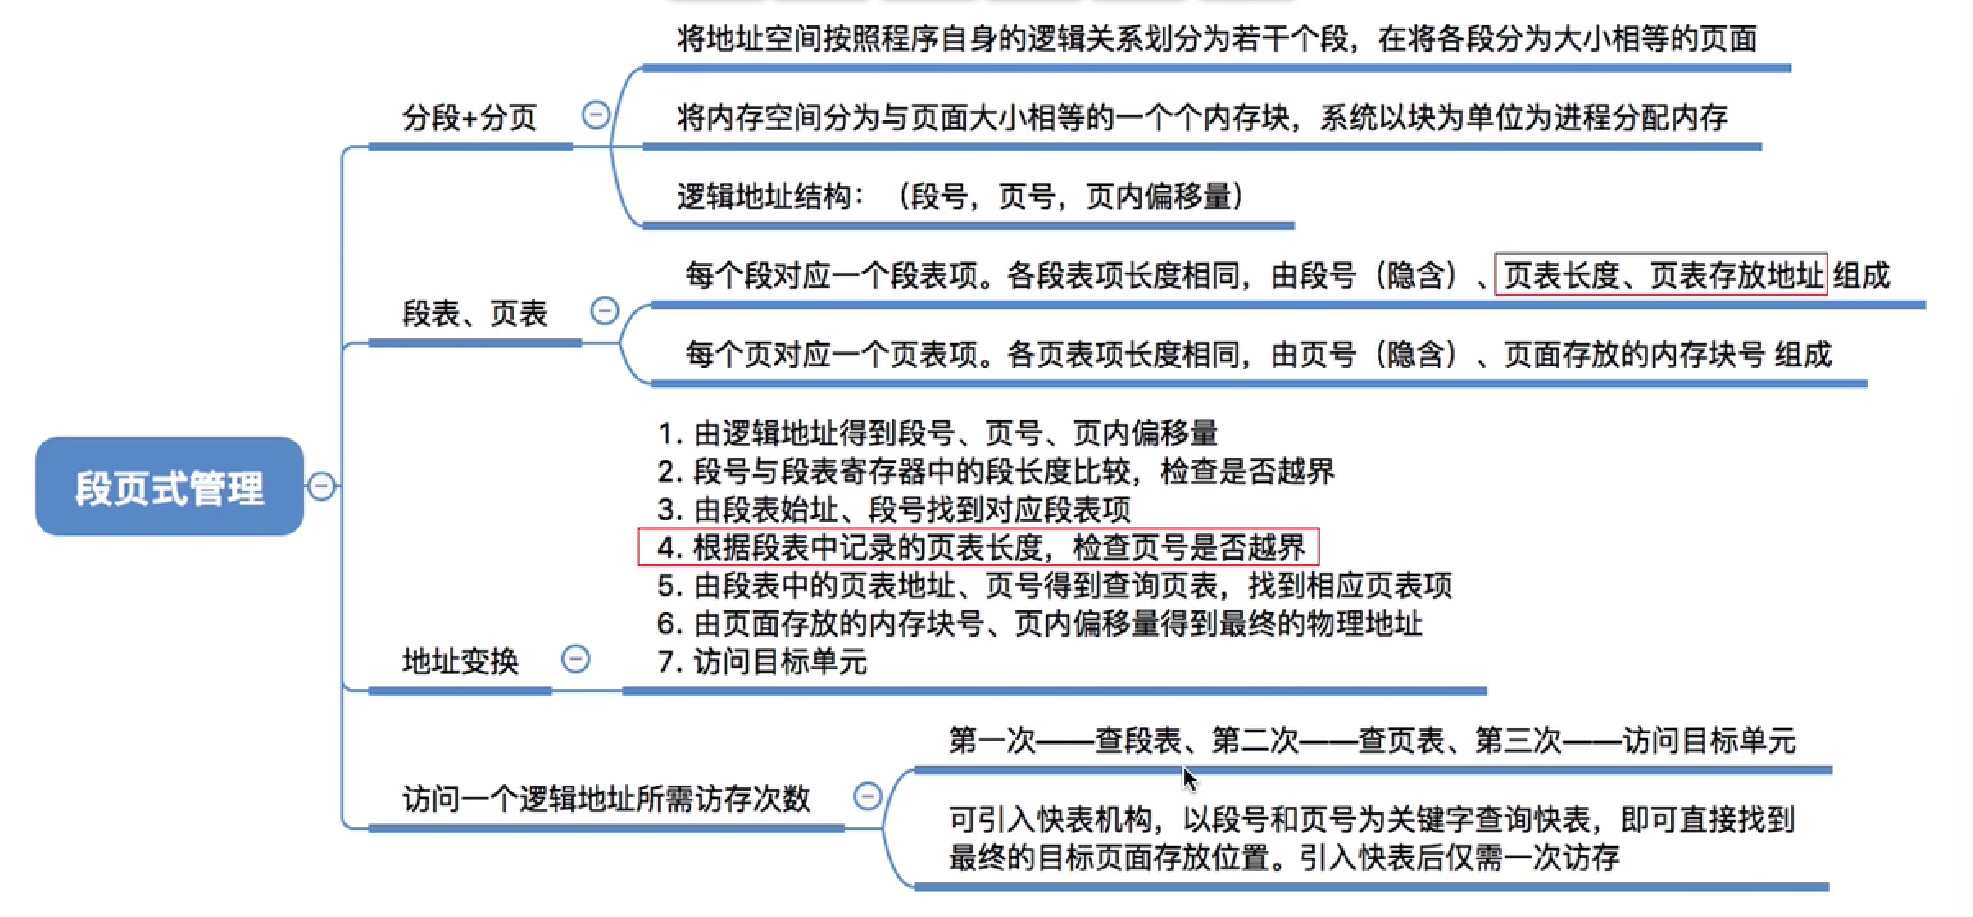 将地址空间按照程序自身的逻辑关系划分为若干个段，在将各段分为大小相等的页面
分段+分页
将内存空间分为与页面大小相等的一个个内存块，系统以块为单位为进程分配内存
逻辑地址结构：（段号，页号，页内偏移量）
每个段对应一个段表项。各段表项长度相同，由段号（隐含）、页表长度、页表存放地址 组成
段表、页表
每个页对应一个页表项。各页表项长度相同，由页号（隐含）、页面存放的内存块号 组成
段页式管理
1. 由逻辑地址得到段号、页号、页内偏移量
2. 段号与段表寄存器中的段长度比较，检查是否越界
3. 由段表始址、段号找到对应段表项
4. 根据段表中记录的页表长度，检查页号是否越界
5. 由段表中的页表地址、页号得到查询页表，找到相应页表项
6. 由页面存放的内存块号、页内偏移量得到最终的物理地址
7. 访问目标单元
地址变换
第一次——查段表、第二次——查页表、第三次——访问目标单元
访问一个逻辑地址所需访存次数
可引入快表机构，以段号和页号为关键字查询快表，即可直接找到
最终的目标页面存放位置。引入快表后仅需一次访存